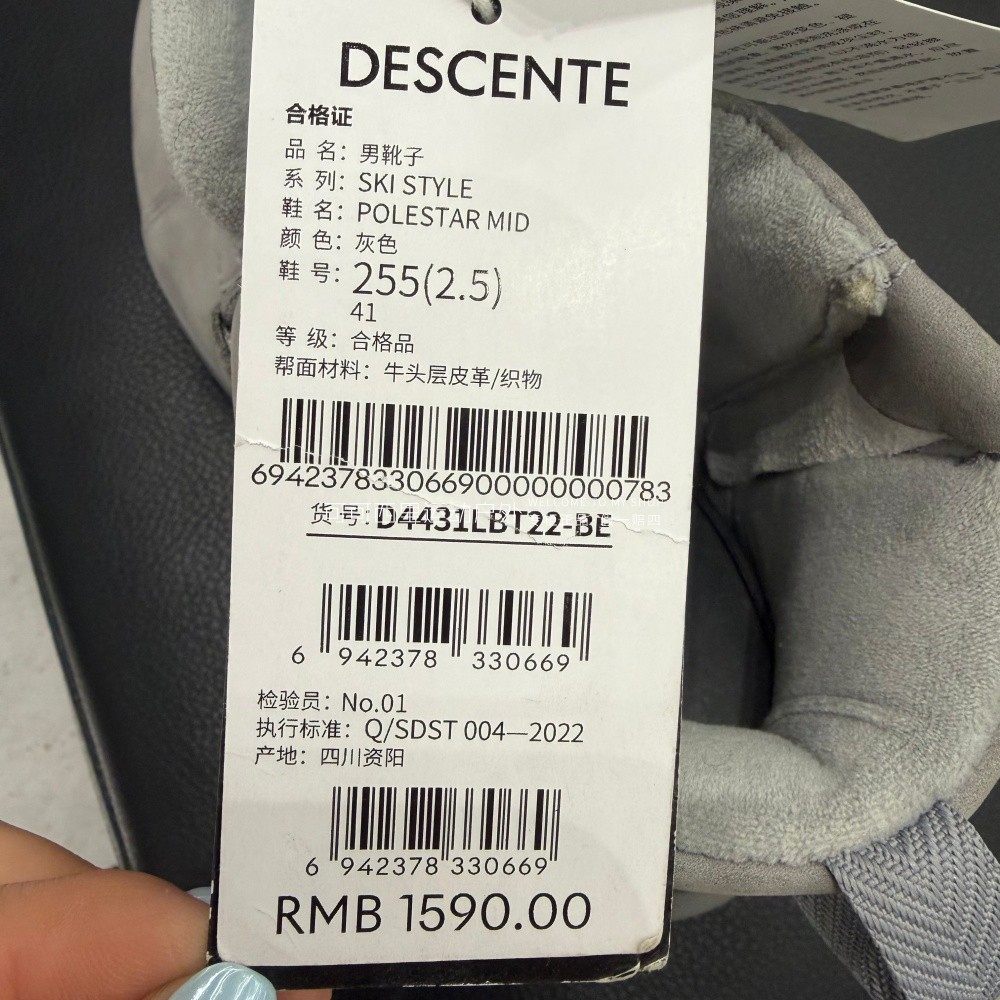 DESCENTE
合格证
品 名：男靴子
系 列：SKI STYLE
鞋 名：POLESTAR MID
颜 色：灰色
鞋 号：255(2.5)
41
等 级：合格品
帮面材料：牛头层皮革/织物
69423783306690000000000783
货 号：D4431LBT22-BE
6 942378 330669
检验员：No.01
执行标准：Q/SDST 004—2022
产地：四川资阳
6 942378 330669
RMB 1590.00